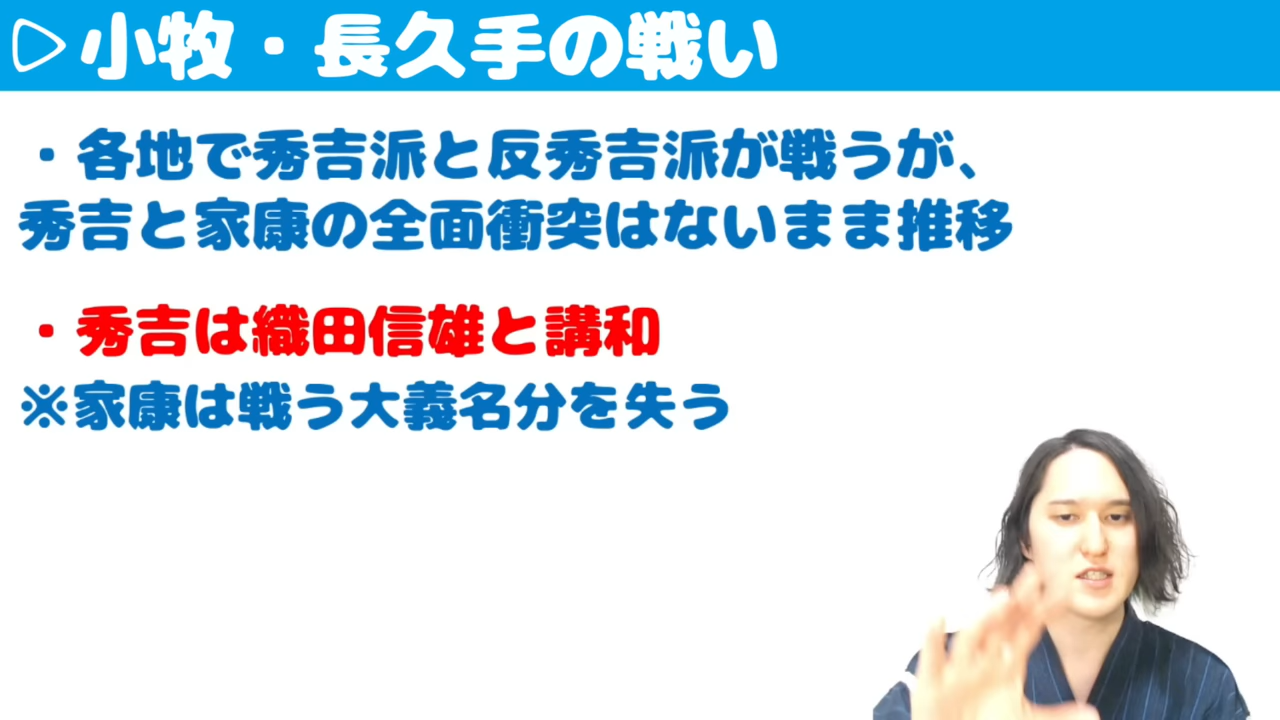 ▷小牧・長久手の戦い
・各地で秀吉派と反秀吉派が戦うが、
秀吉と家康の全面衝突はないまま推移
・秀吉は織田信雄と講和
※家康は戦う大義名分を失う